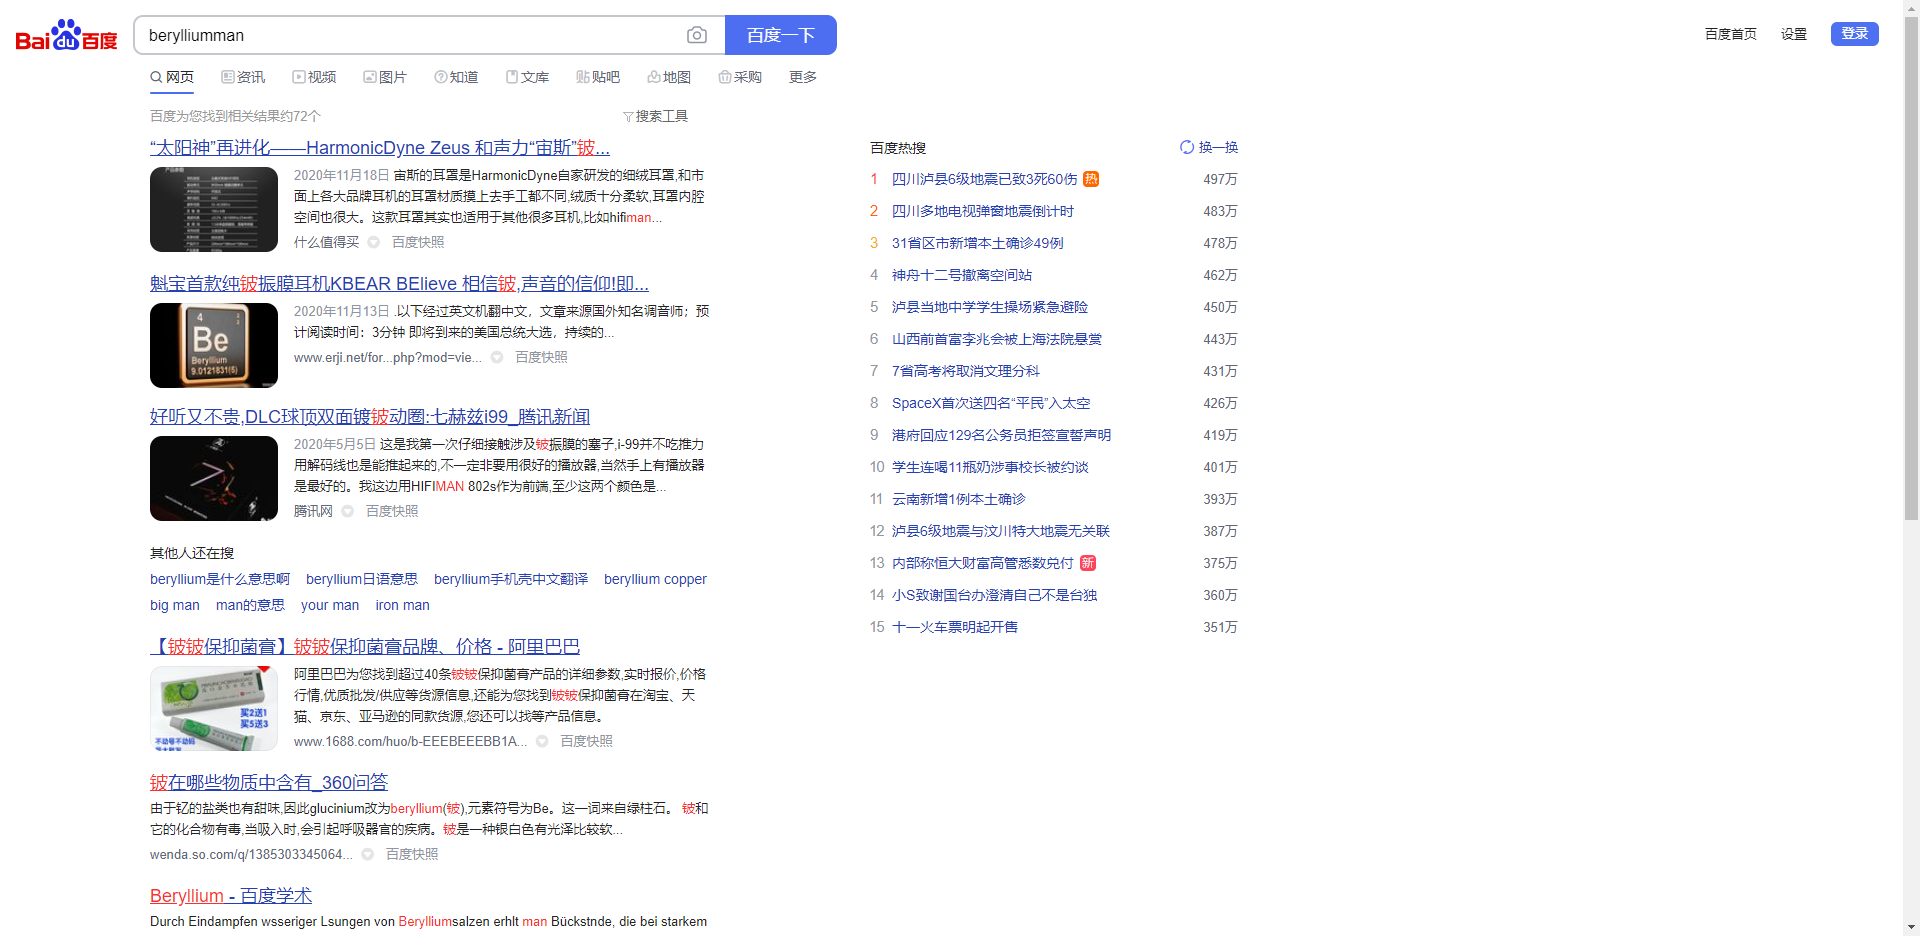 Bai du 百度
berylliumman
百度一下
百度首页 设置 登录
网页 资讯 视频 图片 知道 文库 贴吧 地图 采购 更多
百度为您找到相关结果约72个 搜索工具
“太阳神”再进化——HarmonicDyne Zeus 和声力“宙斯”铍...
2020年11月18日 宙斯的耳罩是HarmonicDyne自家研发的细绒耳罩,和市
面上各大品牌耳机的耳罩材质摸上去手工都不同,绒质十分柔软,耳罩内腔
空间也很大。这款耳罩其实也适用于其他很多耳机,比如hifiman...
什么值得买 百度快照
魁宝首款纯铍振膜耳机KBEAR BElieve 相信铍,声音的信仰!即...
4
Be
Beryllium
9.0121831(5)
2020年11月13日 .以下经过英文机翻中文，文章来源国外知名调音师；预
计阅读时间：3分钟 即将到来的美国总统大选，持续的...
www.erji.net/for...php?mod=vie... 百度快照
好听又不贵,DLC球顶双面镀铍动圈:七赫兹i99_腾讯新闻
2020年5月5日 这是我第一次仔细接触涉及铍振膜的塞子,i-99并不吃推力
用解码线也是能推起来的,不一定非要用很好的播放器,当然手上有播放器
是最好的。我这边用HIFIMAN 802s作为前端,至少这两个颜色是...
腾讯网 百度快照
其他人还在搜
beryllium是什么意思啊 beryllium日语意思 beryllium手机壳中文翻译 beryllium copper
big man man的意思 your man iron man
【铍铍保抑菌膏】铍铍保抑菌膏品牌、价格 - 阿里巴巴
买2送1
买5送3
不动号不动码
阿里巴巴为您找到超过40条铍铍保抑菌膏产品的详细参数,实时报价,价格
行情,优质批发/供应等货源信息,还能为您找到铍铍保抑菌膏在淘宝、天
猫、京东、亚马逊的同款货源,您还可以找等产品信息。
www.1688.com/huo/b-EEEBEEEBB1A... 百度快照
铍在哪些物质中含有_360问答
由于钇的盐类也有甜味,因此glucinium改为beryllium(铍),元素符号为Be。这一词来自绿柱石。 铍和
它的化合物有毒,当吸入时,会引起呼吸器官的疾病。铍是一种银白色有光泽比较软...
wenda.so.com/q/1385303345064... 百度快照
Beryllium - 百度学术
Durch Eindampfen wsseriger Lsungen von Berylliumsalzen erhlt man Bückstnde, die bei starkem
百度热搜 换一换
1 四川泸县6级地震已致3死60伤 热 497万
2 四川多地电视弹窗地震倒计时 483万
3 31省区市新增本土确诊49例 478万
4 神舟十二号撤离空间站 462万
5 泸县当地中学学生操场紧急避险 450万
6 山西前首富李兆会被上海法院悬赏 443万
7 7省高考将取消文理分科 431万
8 SpaceX首次送四名“平民”入太空 426万
9 港府回应129名公务员拒签宣誓声明 419万
10 学生连喝11瓶奶涉事校长被约谈 401万
11 云南新增1例本土确诊 393万
12 泸县6级地震与汶川特大地震无关联 387万
13 内部称恒大财富高管悉数兑付 新 375万
14 小S致谢国台办澄清自己不是台独 360万
15 十一火车票明起开售 351万